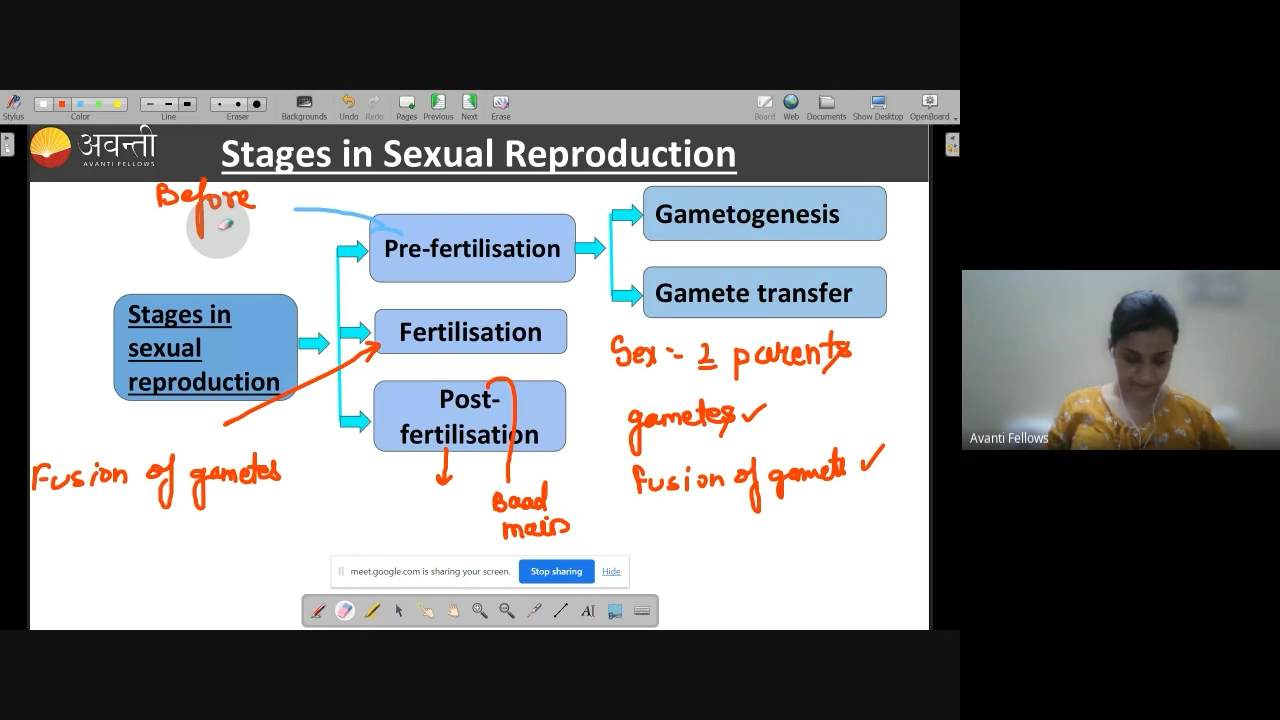 Stylus
Color
Line
Eraser
Backgrounds
Undo
Redo
Pages
Previous
Next
Erase
Board
Web
Documents
Show Desktop
OpenBoard
अवन्ती
AVANTI FELLOWS
Stages in Sexual Reproduction
Before
Pre-fertilisation
Gametogenesis
Gamete transfer
Stages in
sexual
reproduction
Fertilisation
Post-
fertilisation
Sex :- 2 parents
gametes ✓
Fusion of gamete ✓
Fusion of gametes
Baad
main
meet.google.com is sharing your screen.
Stop sharing
Hide
AI
Avanti Fellows